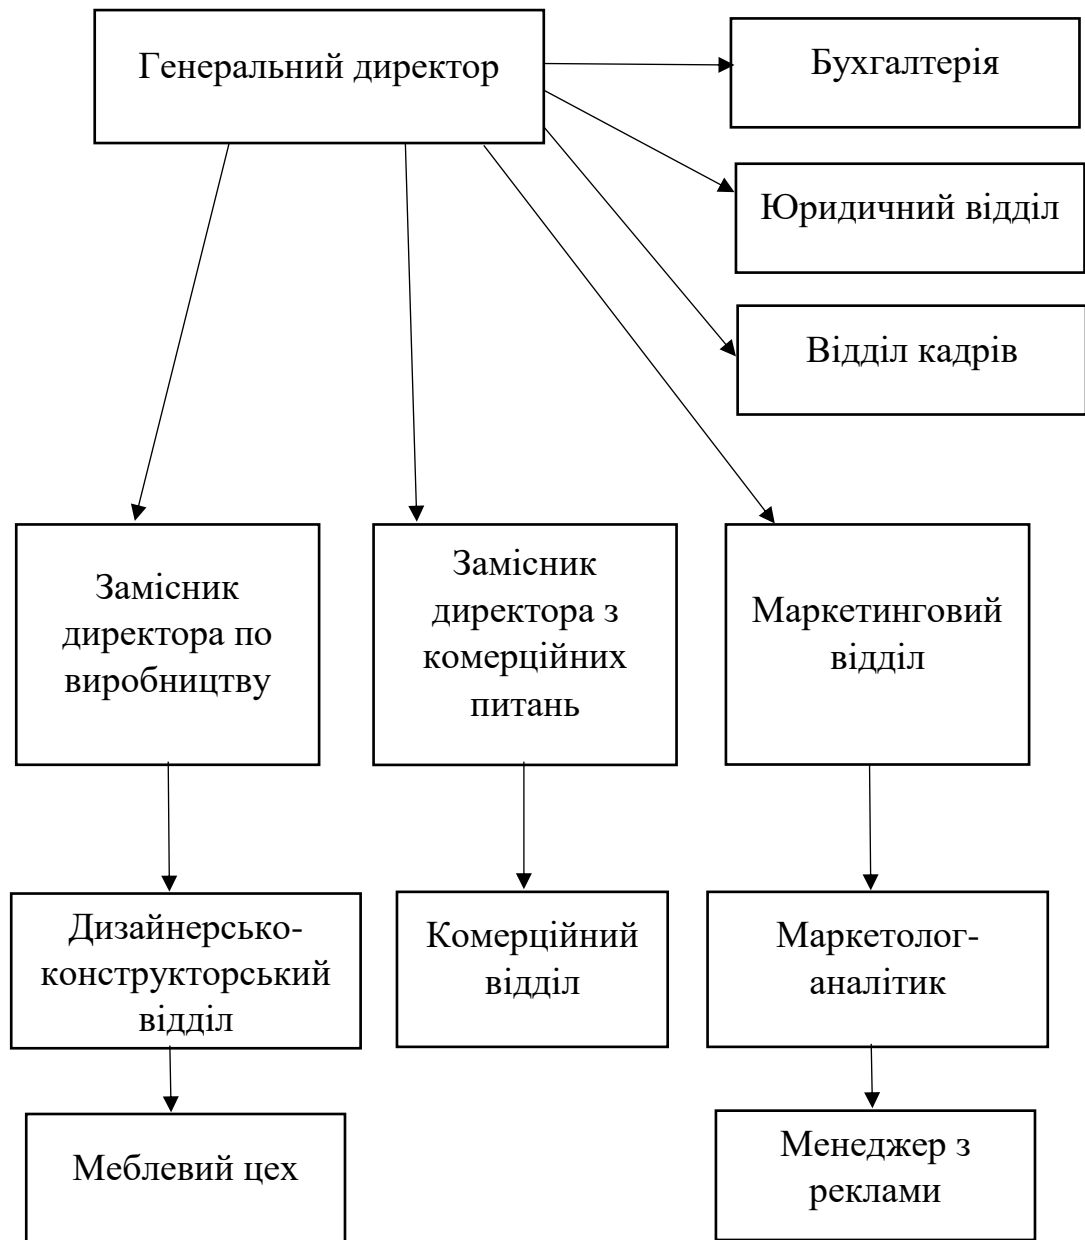 Генеральний директор
Бухгалтерія
Юридичний відділ
Відділ кадрів
Замісник
директора по
виробництву
Замісник
директора з
комерційних
питань
Маркетинговий
відділ
Дизайнерсько-
конструкторський
відділ
Комерційний
відділ
Маркетолог-
аналітик
Меблевий цех
Менеджер з
реклами